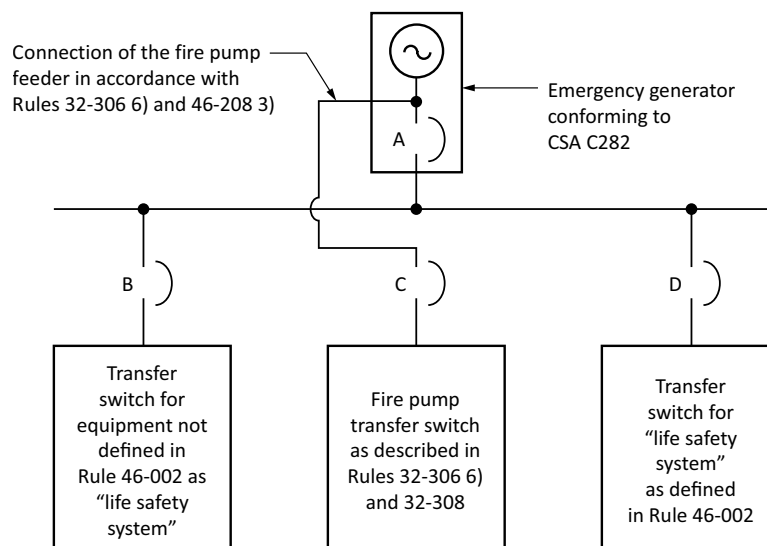 Connection of the fire pump
feeder in accordance with
Rules 32-306 6) and 46-208 3)
Emergency generator
conforming to
CSA C282
A
B
C
D
Transfer
switch for
equipment not
defined in
Rule 46-002 as
“life safety
system”
Fire pump
transfer switch
as described in
Rules 32-306 6)
and 32-308
Transfer
switch for
“life safety
system”
as defined
in Rule 46-002